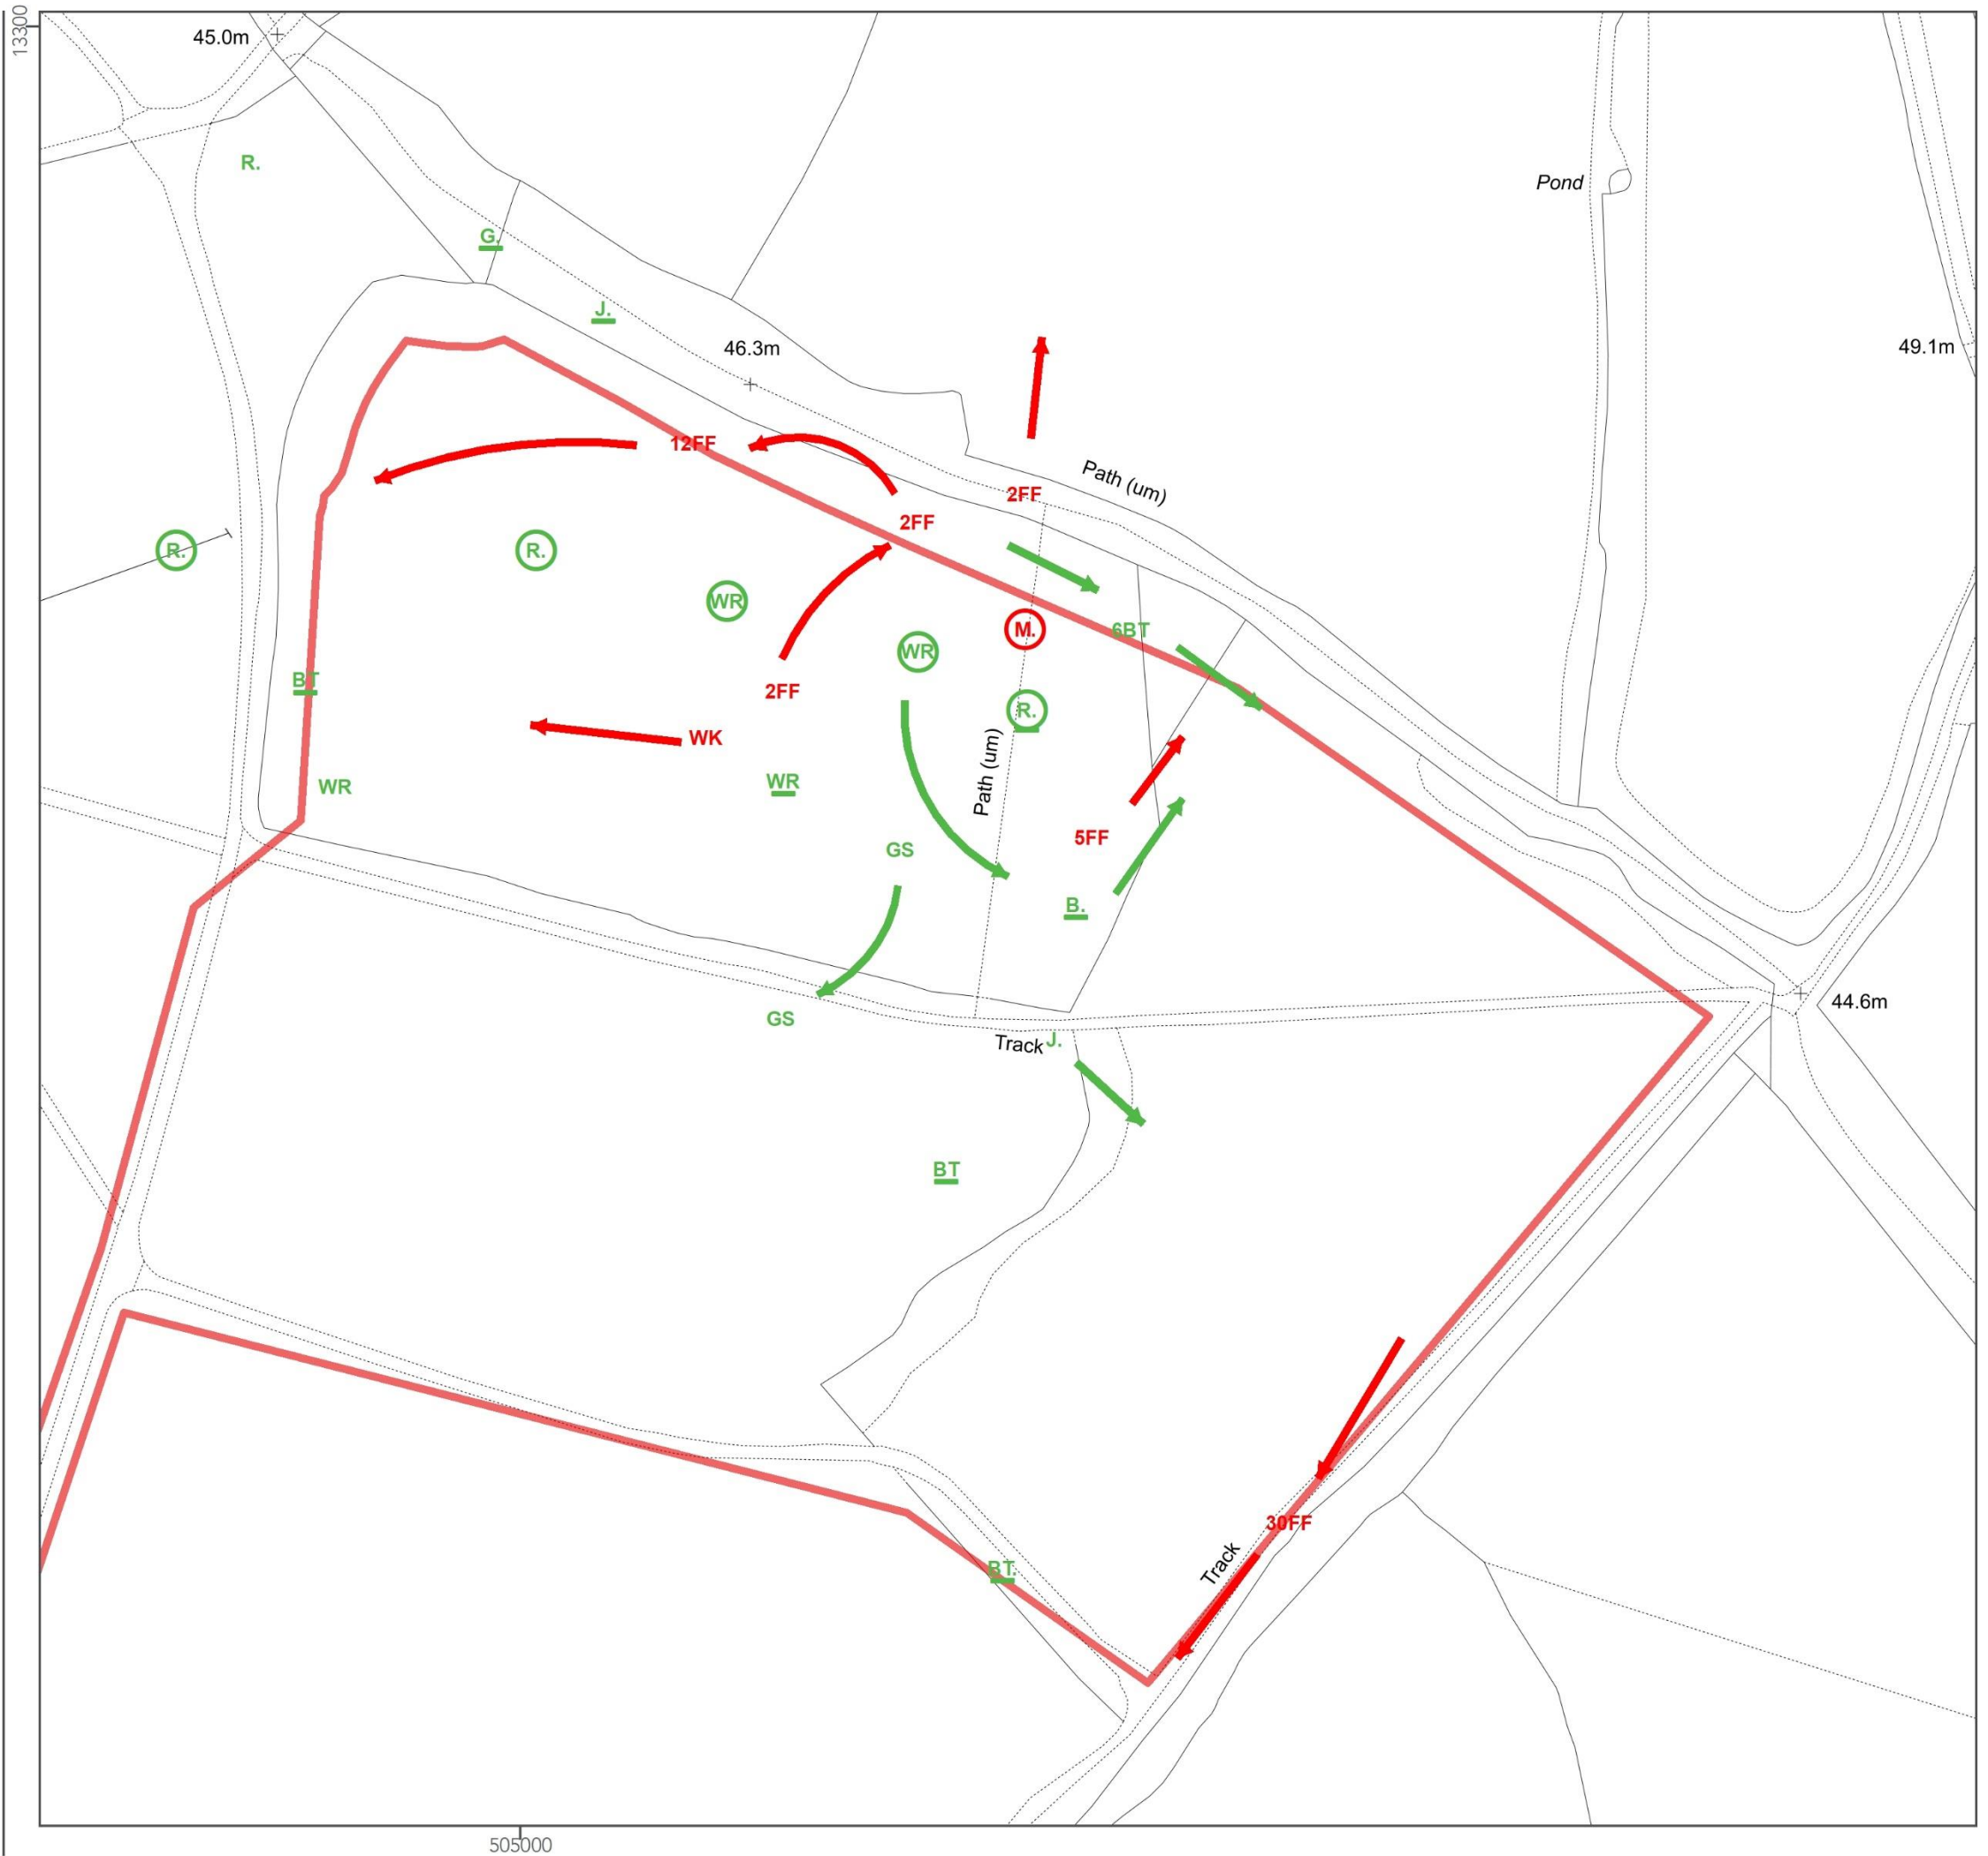 13300
45.0m
R.
Pond
G.
J.
46.3m
49.1m
12FF
Path (um)
2FF
2FF
R.
R.
WR
M.
6BT
WR
BT
2FF
R.
WK
Path (um)
WR
WR
5FF
GS
B.
44.6m
GS
Track
J.
BT
30FF
Track
BT.
505000